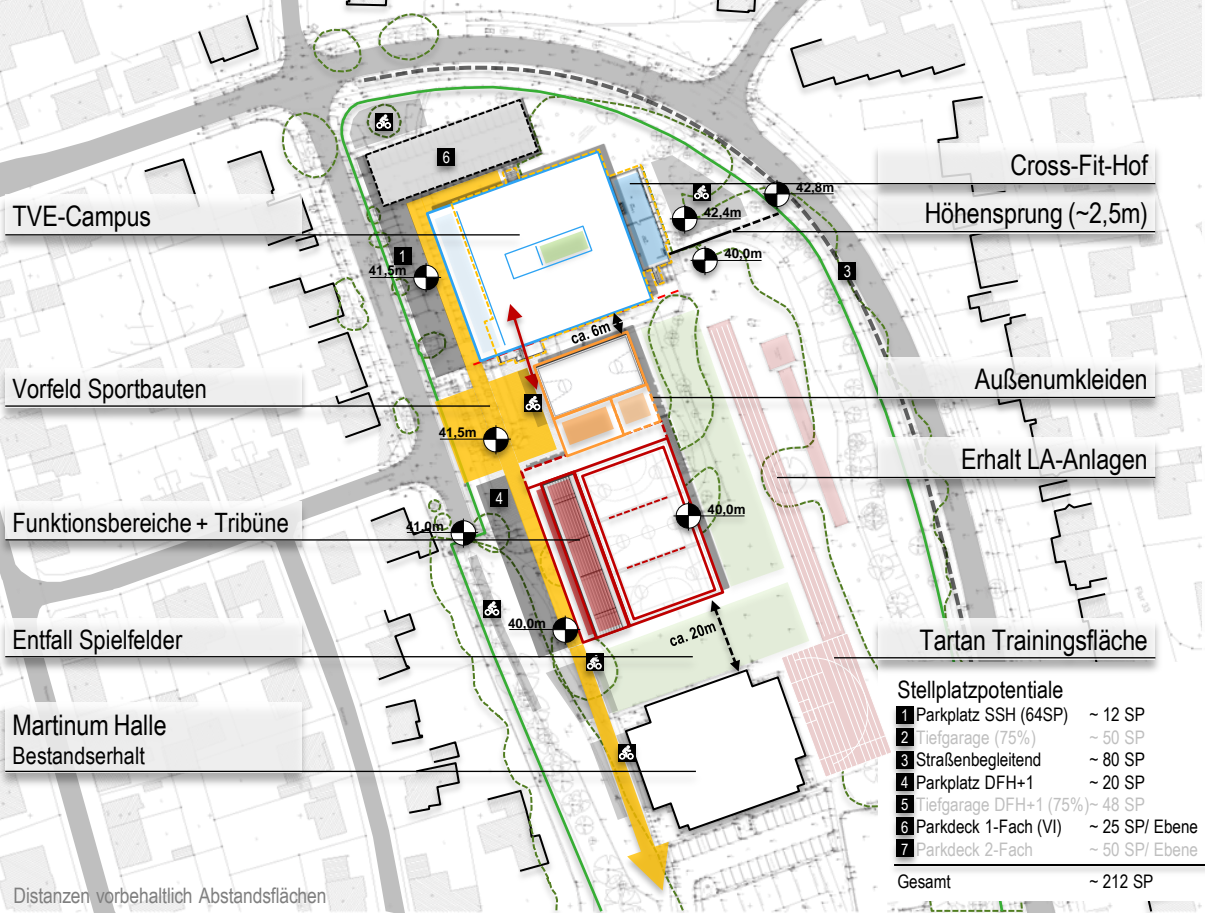 TVE-Campus
Vorfeld Sportbauten
Funktionsbereiche + Tribüne
Entfall Spielfelder
Martinum Halle
Bestandserhalt
Distanzen vorbehaltlich Abstandsflächen
6
1
41,5m
ca. 6m
41,5m
4
41,0m
40,0m
40,0m
ca. 20m
42,8m
42,4m
40,0m
3
Cross-Fit-Hof
Höhensprung (~2,5m)
Außenumkleiden
Erhalt LA-Anlagen
Tartan Trainingsfläche
Stellplatzpotentiale
1 Parkplatz SSH (64SP) ~ 12 SP
2 Tiefgarage (75%) ~ 50 SP
3 Straßenbegleitend ~ 80 SP
4 Parkplatz DFH+1 ~ 20 SP
5 Tiefgarage DFH+1 (75%) ~ 48 SP
6 Parkdeck 1-Fach (VI) ~ 25 SP/ Ebene
7 Parkdeck 2-Fach ~ 50 SP/ Ebene
Gesamt ~ 212 SP